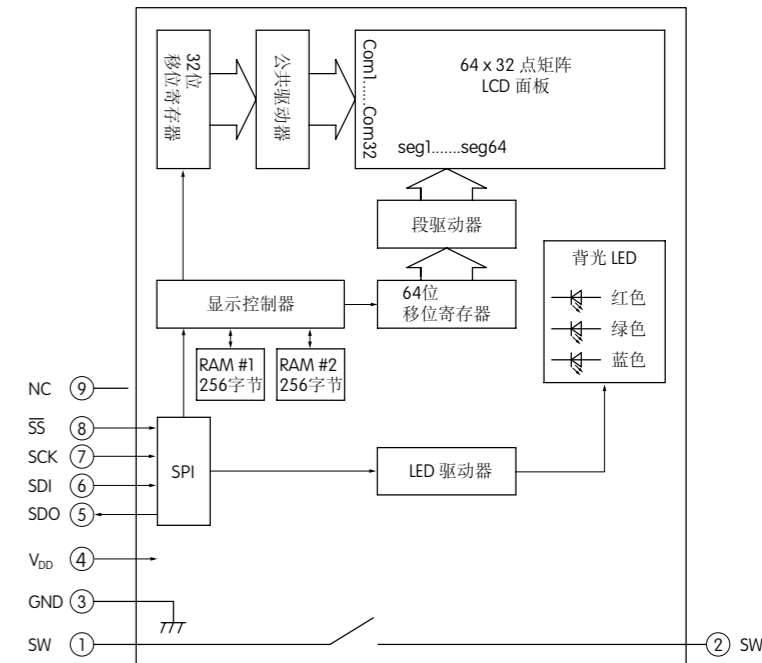 32位
移位寄存器
公共驱动器
Com1.....Com32
64 x 32 点矩阵
LCD 面板
seg1.......seg64
段驱动器
背光 LED
红色
绿色
蓝色
显示控制器
64位
移位寄存器
RAM #1
256字节
RAM #2
256字节
NC 9
SS 8
SCK 7
SDI 6
SDO 5
SPI
LED 驱动器
VDD 4
GND 3
SW 1
2 SW